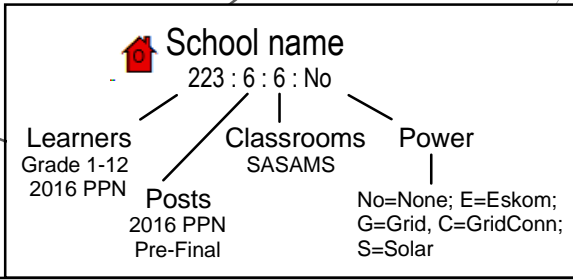 O
School name
223 : 6 : 6 : No
Learners
Grade 1-12
2016 PPN
Posts
2016 PPN
Pre-Final
Classrooms
SASAMS
Power
No=None; E=Eskom;
G=Grid, C=GridConn;
S=Solar